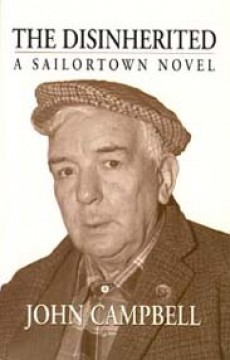 THE DISINHERITED
A SAILORTOWN NOVEL
JOHN CAMPBELL